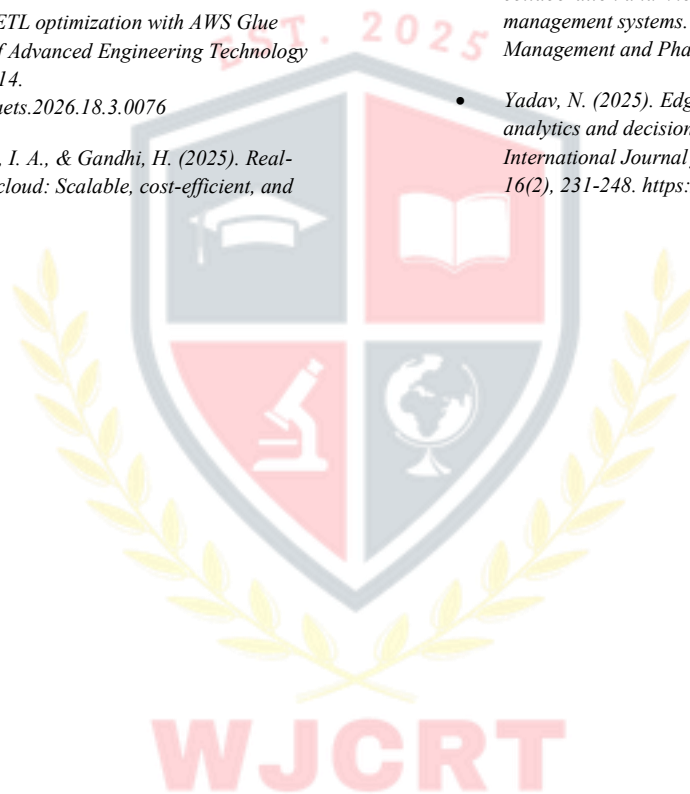 ETL optimization with AWS Glue
f Advanced Engineering Technology
14.
uets.2026.18.3.0076
, I. A., & Gandhi, H. (2025). Real-
cloud: Scalable, cost-efficient, and
management systems.
Management and Pha
• Yadav, N. (2025). Edg
analytics and decision
International Journal
16(2), 231-248. https:
EST. 2025
WJCRT